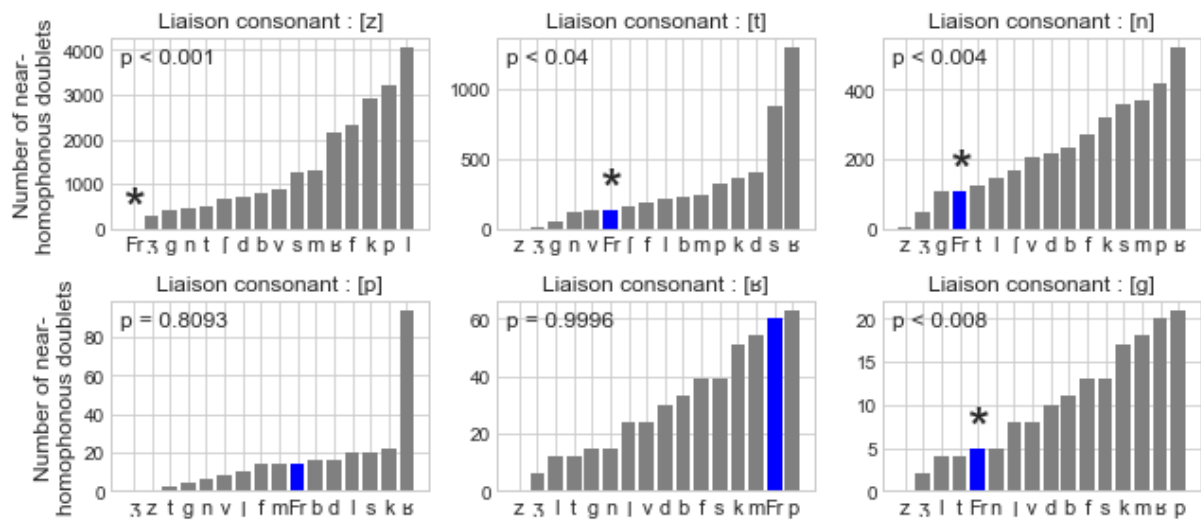 Liaison consonant : [z]
Number of near-
homophonous doublets
4000
3000
2000
1000
0
p < 0.001
*
Fr ʒ g n t ʃ d b v s m ʁ f k p l
Liaison consonant : [t]
1000
500
0
p < 0.04
*
z ʒ g n v Fr ʃ f l b m p k d s ʁ
Liaison consonant : [n]
400
200
0
p < 0.004
*
z ʒ g Fr t l ʃ v d b f k s m p ʁ
Liaison consonant : [p]
Number of near-
homophonous doublets
80
60
40
20
0
p = 0.8093
ʒ z t g n v ʃ f m Fr b d l s k ʁ
Liaison consonant : [ʁ]
60
40
20
0
p = 0.9996
z ʒ l t g n ʃ v d b f s k m Fr p
Liaison consonant : [g]
20
15
10
5
0
p < 0.008
*
z ʒ l t Fr n ʃ v d b f s k m ʁ p